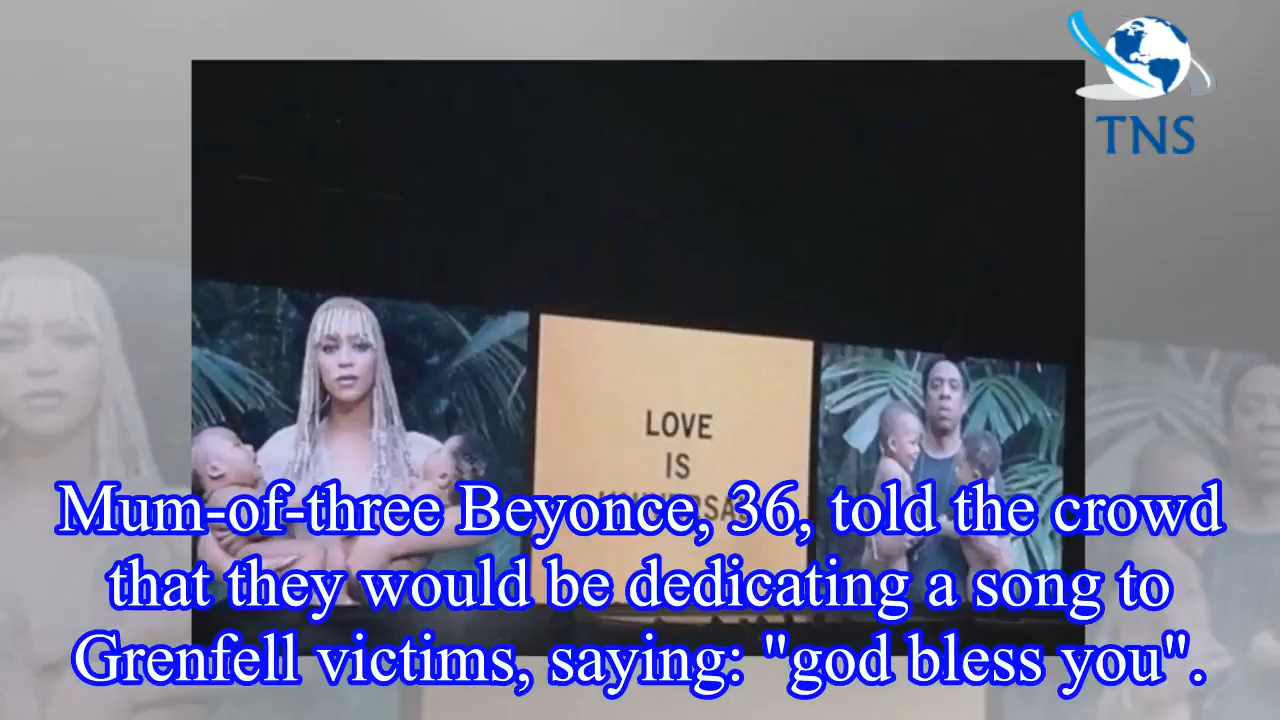 TNS
LOVE
IS
Mum-of-three Beyonce, 36, told the crowd
that they would be dedicating a song to
Grenfell victims, saying: "god bless you".